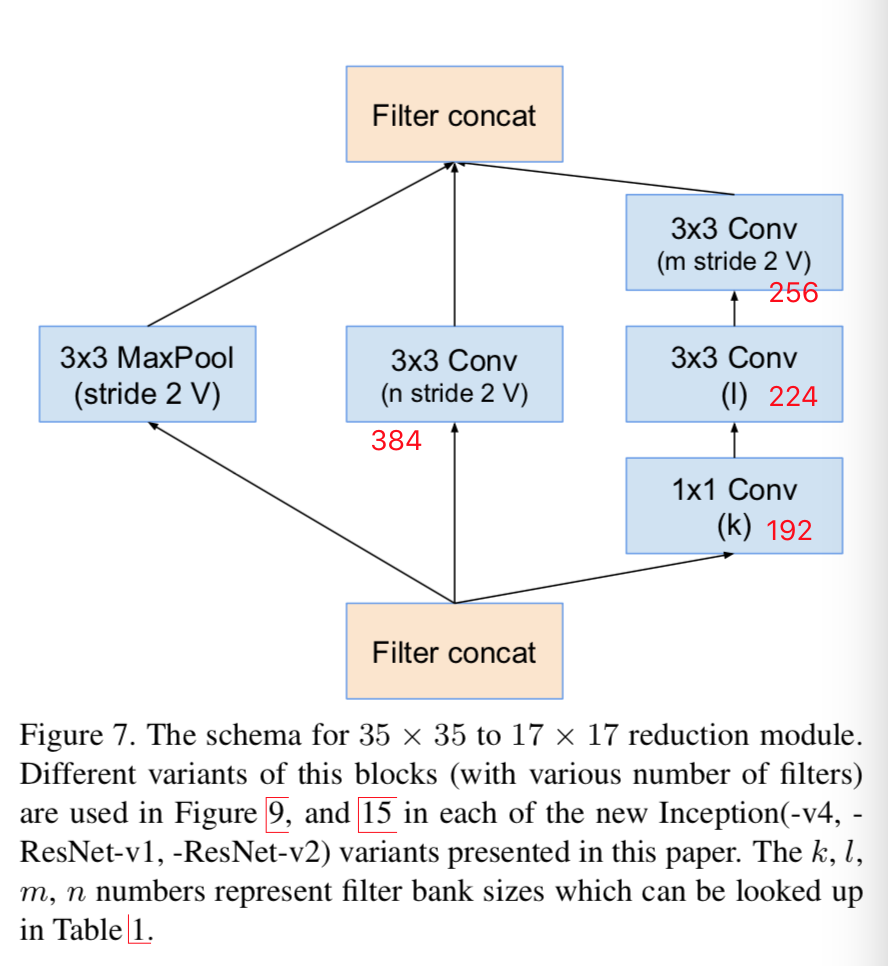 Filter concat
3x3 Conv
(m stride 2 V)
256
3x3 MaxPool
(stride 2 V)
3x3 Conv
(n stride 2 V)
384
3x3 Conv
(l) 224
1x1 Conv
(k) 192
Filter concat
Figure 7. The schema for 35 × 35 to 17 × 17 reduction module.
Different variants of this blocks (with various number of filters)
are used in Figure 9, and 15 in each of the new Inception(-v4, -
ResNet-v1, -ResNet-v2) variants presented in this paper. The k, l,
m, n numbers represent filter bank sizes which can be looked up
in Table 1.